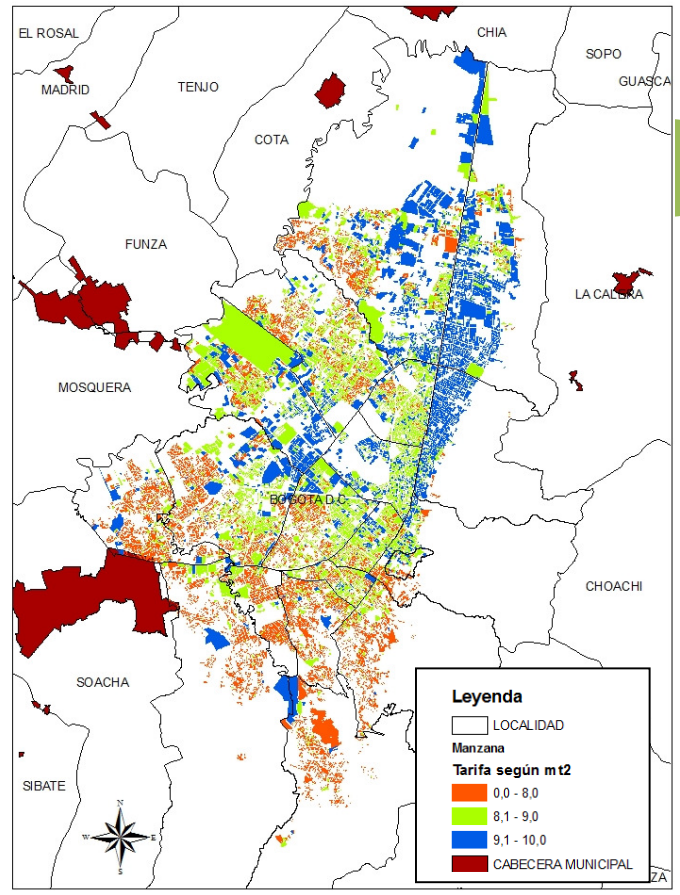 EL ROSAL
CHIA
SOPO
GUASCA
MADRID
TENJO
COTA
FUNZA
LA CALERA
MOSQUERA
BOGOTA D.C.
CHOACHI
SOACHA
SIBATE
N
W
E
S
Leyenda
LOCALIDAD
Manzana
Tarifa según mt2
0,0 - 8,0
8,1 - 9,0
9,1 - 10,0
CABECERA MUNICIPAL
ZA